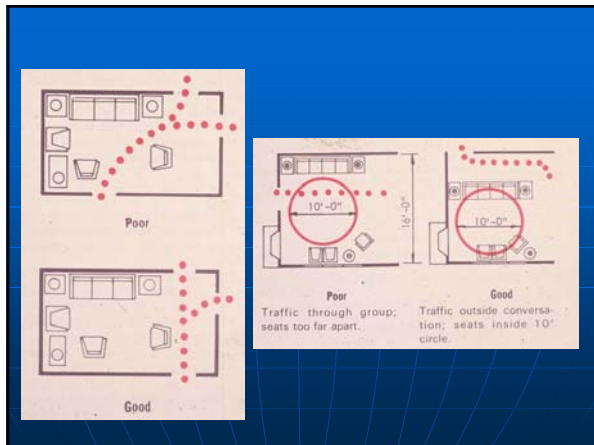 Poor
Good
10'-0"
16'-0"
Poor
Traffic through group;
seats too far apart.
10'-0"
Good
Traffic outside conversa-
tion; seats inside 10'
circle.